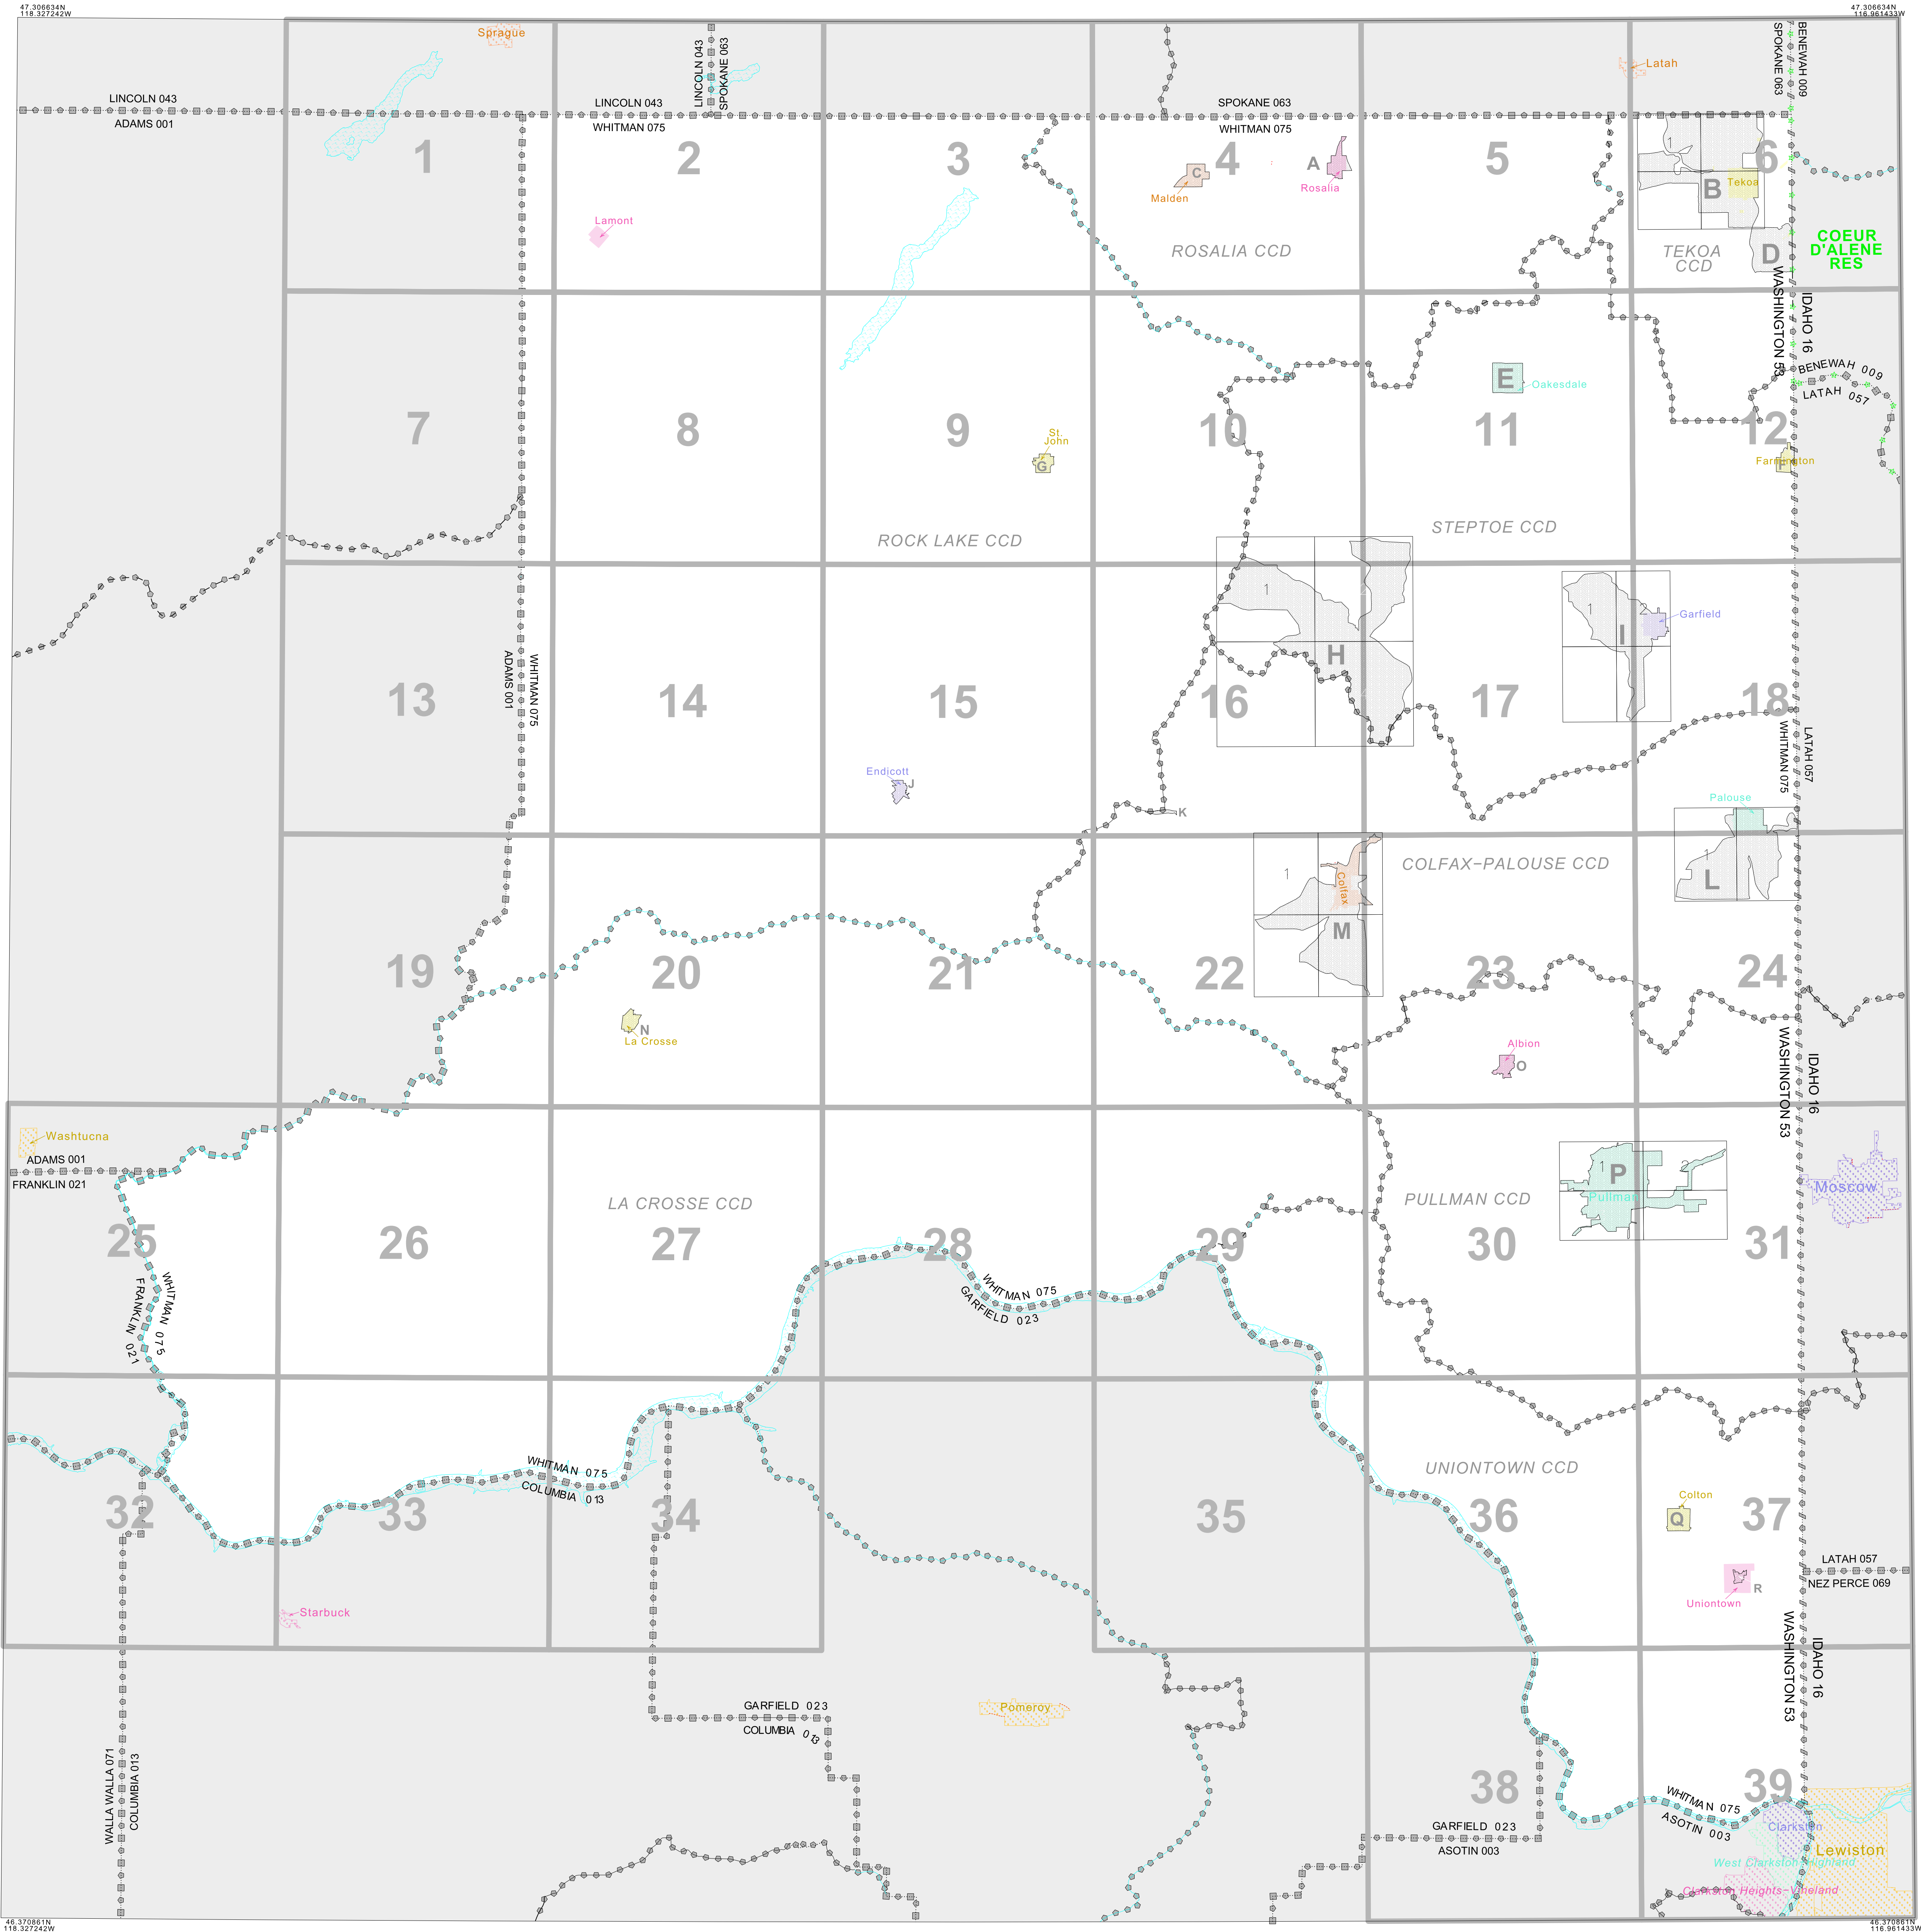 47.306634N
118.327242W
47.306634N
116.961433W
Sprague
LINCOLN 043
SPOKANE 063
Latah
SPOKANE 063
BENEWAH 009
LINCOLN 043
ADAMS 001
LINCOLN 043
WHITMAN 075
SPOKANE 063
WHITMAN 075
1
2
3
4
5
6
C
Malden
A
Rosalia
1
B
Tekoa
Lamont
ROSALIA CCD
TEKOA
CCD
D
COEUR
D'ALENE
RES
WASHINGTON 53
IDAHO 16
BENEWAH 009
LATAH 057
E
Oakesdale
7
8
9
10
11
12
St.
John
G
Farmington
F
ROCK LAKE CCD
STEPTOE CCD
1
2
H
4
1
2
I
Garfield
ADAMS 001
WHITMAN 075
13
14
15
16
17
18
WHITMAN 075
LATAH 057
Endicott
J
K
Palouse
1
L
1
Colfax
M
COLFAX-PALOUSE CCD
19
20
21
22
23
24
N
La Crosse
Albion
O
WASHINGTON 53
IDAHO 16
Washtucna
ADAMS 001
FRANKLIN 021
1
P
2
Pullman
Moscow
LA CROSSE CCD
PULLMAN CCD
25
26
27
28
29
30
31
WHITMAN 075
FRANKLIN 021
WHITMAN 075
GARFIELD 023
UNIONTOWN CCD
WHITMAN 075
COLUMBIA 013
Colton
Q
32
33
34
35
36
37
LATAH 057
NEZ PERCE 069
R
Uniontown
Starbuck
WASHINGTON 53
IDAHO 16
Pomeroy
GARFIELD 023
COLUMBIA 013
WALLA WALLA 071
COLUMBIA 013
38
39
WHITMAN 075
ASOTIN 003
GARFIELD 023
ASOTIN 003
Clarkston
Lewiston
West Clarkston-Highland
Clarkston Heights-Vineland
46.370861N
118.327242W
46.370861N
116.961433W